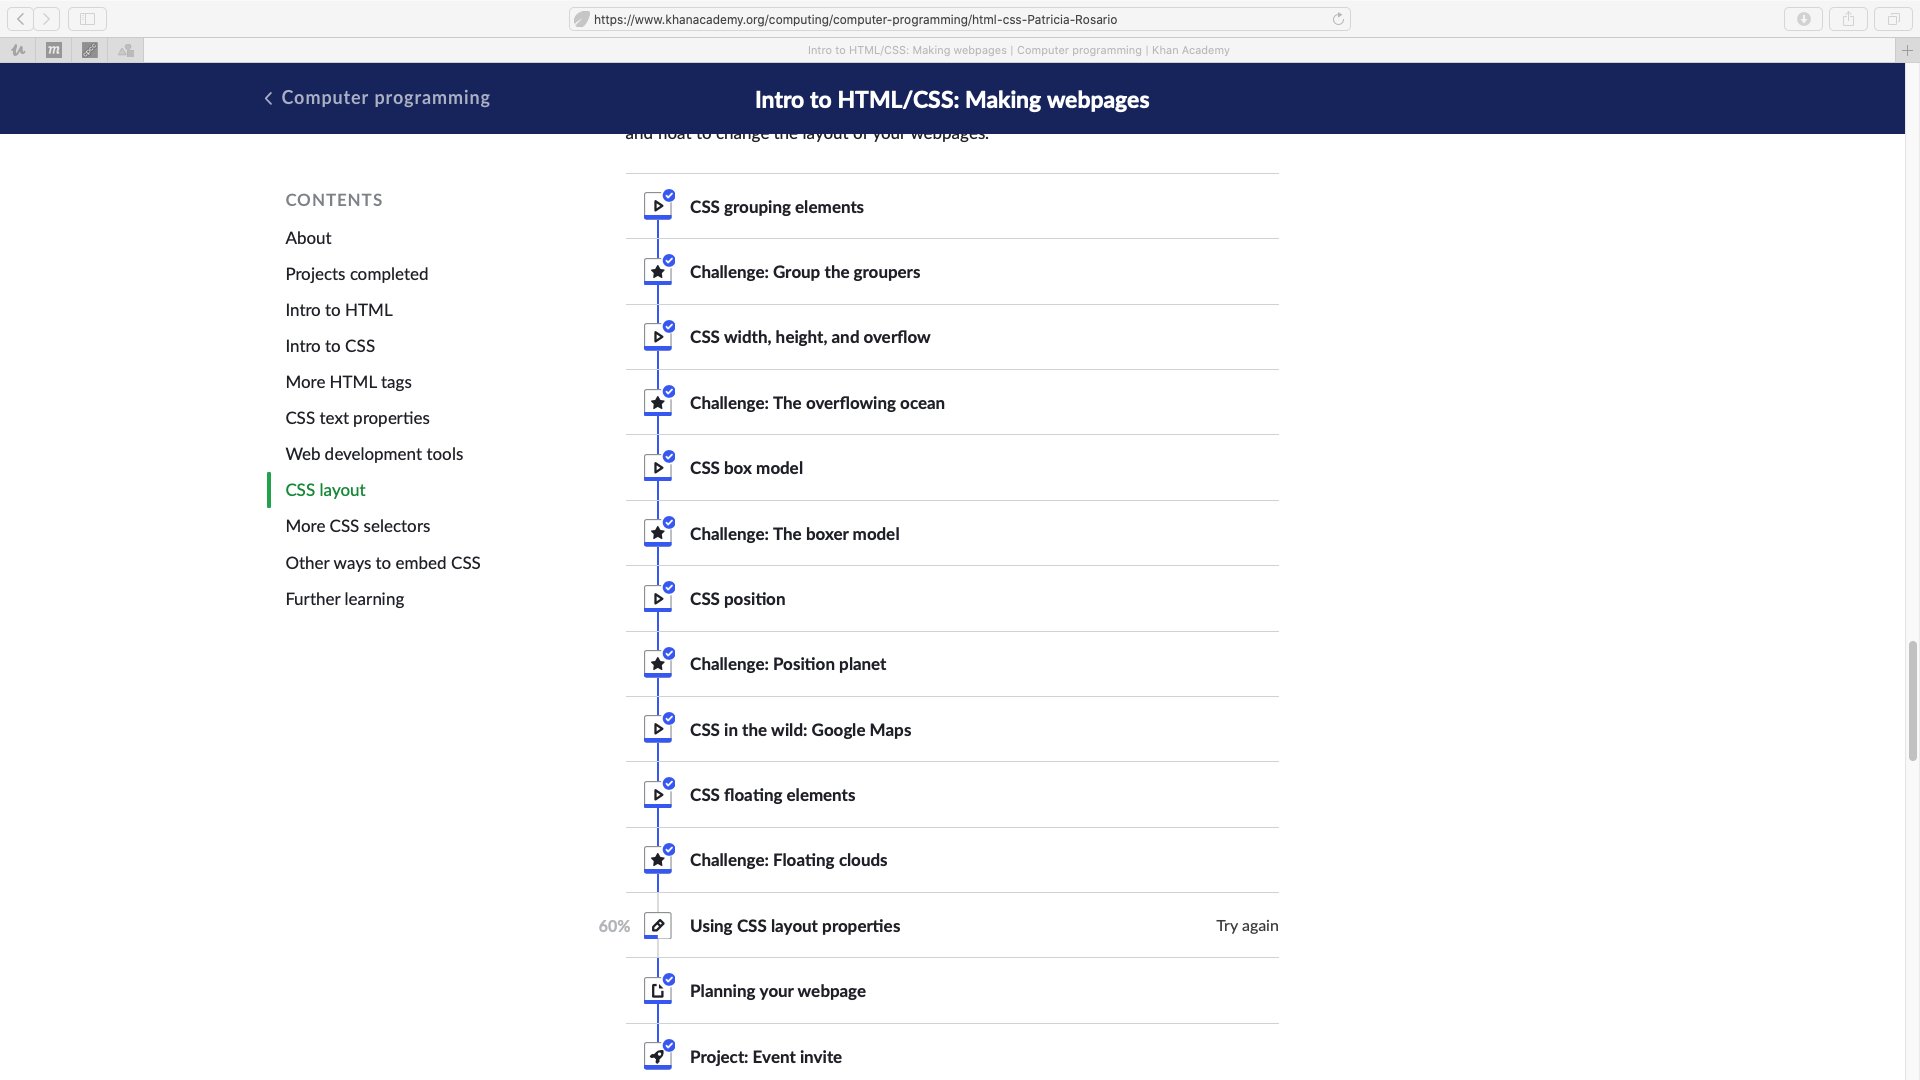 https://www.khanacademy.org/computing/computer-programming/html-css-Patricia-Rosario
m
Intro to HTML/CSS: Making webpages | Computer programming | Khan Academy
Computer programming
Intro to HTML/CSS: Making webpages
and float to change the layout of your webpages.
CONTENTS
About
Projects completed
Intro to HTML
Intro to CSS
More HTML tags
CSS text properties
Web development tools
CSS layout
More CSS selectors
Other ways to embed CSS
Further learning
CSS grouping elements
Challenge: Group the groupers
CSS width, height, and overflow
Challenge: The overflowing ocean
CSS box model
Challenge: The boxer model
CSS position
Challenge: Position planet
CSS in the wild: Google Maps
CSS floating elements
Challenge: Floating clouds
60% Using CSS layout properties Try again
Planning your webpage
Project: Event invite